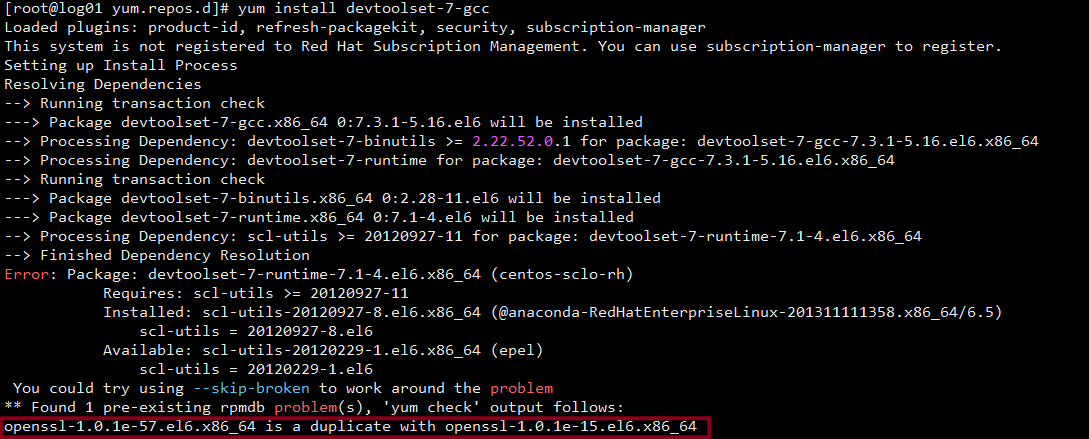 [root@log01 yum.repos.d]# yum install devtoolset-7-gcc
Loaded plugins: product-id, refresh-packagekit, security, subscription-manager
This system is not registered to Red Hat Subscription Management. You can use subscription-manager to register.
Setting up Install Process
Resolving Dependencies
--> Running transaction check
---> Package devtoolset-7-gcc.x86_64 0:7.3.1-5.16.el6 will be installed
--> Processing Dependency: devtoolset-7-binutils >= 2.22.52.0.1 for package: devtoolset-7-gcc-7.3.1-5.16.el6.x86_64
--> Processing Dependency: devtoolset-7-runtime for package: devtoolset-7-gcc-7.3.1-5.16.el6.x86_64
--> Running transaction check
---> Package devtoolset-7-binutils.x86_64 0:2.28-11.el6 will be installed
---> Package devtoolset-7-runtime.x86_64 0:7.1-4.el6 will be installed
--> Processing Dependency: scl-utils >= 20120927-11 for package: devtoolset-7-runtime-7.1-4.el6.x86_64
--> Finished Dependency Resolution
Error: Package: devtoolset-7-runtime-7.1-4.el6.x86_64 (centos-sclo-rh)
Requires: scl-utils >= 20120927-11
Installed: scl-utils-20120927-8.el6.x86_64 (@anaconda-RedHatEnterpriseLinux-201311111358.x86_64/6.5)
scl-utils = 20120927-8.el6
Available: scl-utils-20120229-1.el6.x86_64 (epel)
scl-utils = 20120229-1.el6
You could try using --skip-broken to work around the problem
** Found 1 pre-existing rpmdb problem(s), 'yum check' output follows:
openssl-1.0.1e-57.el6.x86_64 is a duplicate with openssl-1.0.1e-15.el6.x86_64